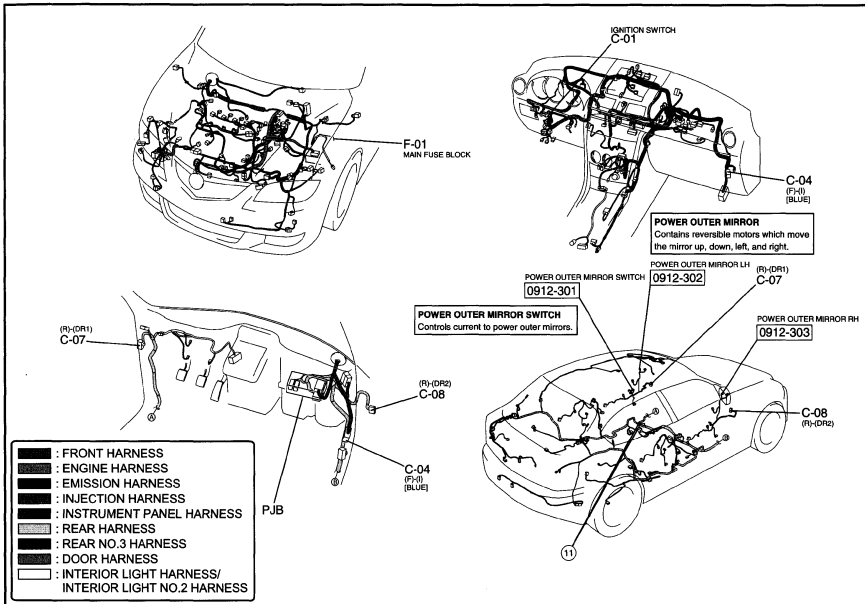 IGNITION SWITCH
C-01
F-01
MAIN FUSE BLOCK
C-04
(F)-(I)
[BLUE]
POWER OUTER MIRROR
Contains reversible motors which move
the mirror up, down, left, and right.
POWER OUTER MIRROR SWITCH
0912-301
POWER OUTER MIRROR LH
0912-302
(R)-(DR1)
C-07
POWER OUTER MIRROR SWITCH
Controls current to power outer mirrors.
POWER OUTER MIRROR RH
0912-303
(R)-(DR1)
C-07
(R)-(DR2)
C-08
C-08
(R)-(DR2)
A
B
A
B
C-04
(F)-(I)
[BLUE]
PJB
11
: FRONT HARNESS
: ENGINE HARNESS
: EMISSION HARNESS
: INJECTION HARNESS
: INSTRUMENT PANEL HARNESS
: REAR HARNESS
: REAR NO.3 HARNESS
: DOOR HARNESS
: INTERIOR LIGHT HARNESS/
INTERIOR LIGHT NO.2 HARNESS